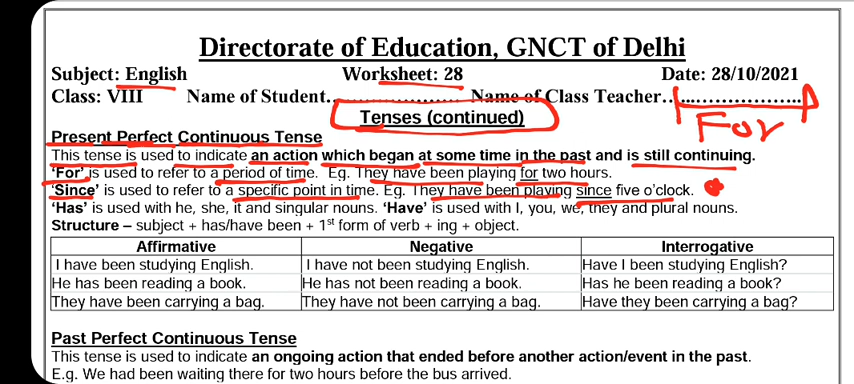 Directorate of Education, GNCT of Delhi
Subject: English Worksheet: 28 Date: 28/10/2021
Class: VIII Name of Student…………………… Name of Class Teacher…………………
For
Tenses (continued)
Present Perfect Continuous Tense
This tense is used to indicate an action which began at some time in the past and is still continuing.
‘For’ is used to refer to a period of time. Eg. They have been playing for two hours.
‘Since’ is used to refer to a specific point in time. Eg. They have been playing since five o’clock.
‘Has’ is used with he, she, it and singular nouns. ‘Have’ is used with I, you, we, they and plural nouns.
Structure – subject + has/have been + 1st form of verb + ing + object.
Affirmative Negative Interrogative
I have been studying English. I have not been studying English. Have I been studying English?
He has been reading a book. He has not been reading a book. Has he been reading a book?
They have been carrying a bag. They have not been carrying a bag. Have they been carrying a bag?
Past Perfect Continuous Tense
This tense is used to indicate an ongoing action that ended before another action/event in the past.
E.g. We had been waiting there for two hours before the bus arrived.